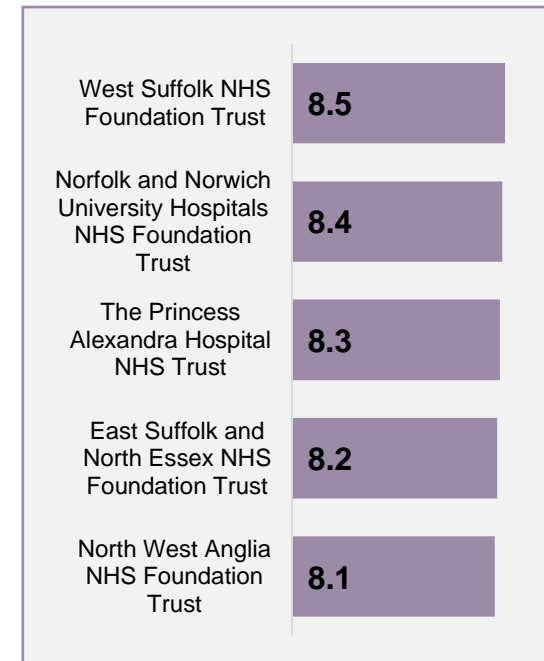 West Suffolk NHS
Foundation Trust
8.5
Norfolk and Norwich
University Hospitals
NHS Foundation
Trust
8.4
The Princess
Alexandra Hospital
NHS Trust
8.3
East Suffolk and
North Essex NHS
Foundation Trust
8.2
North West Anglia
NHS Foundation
Trust
8.1